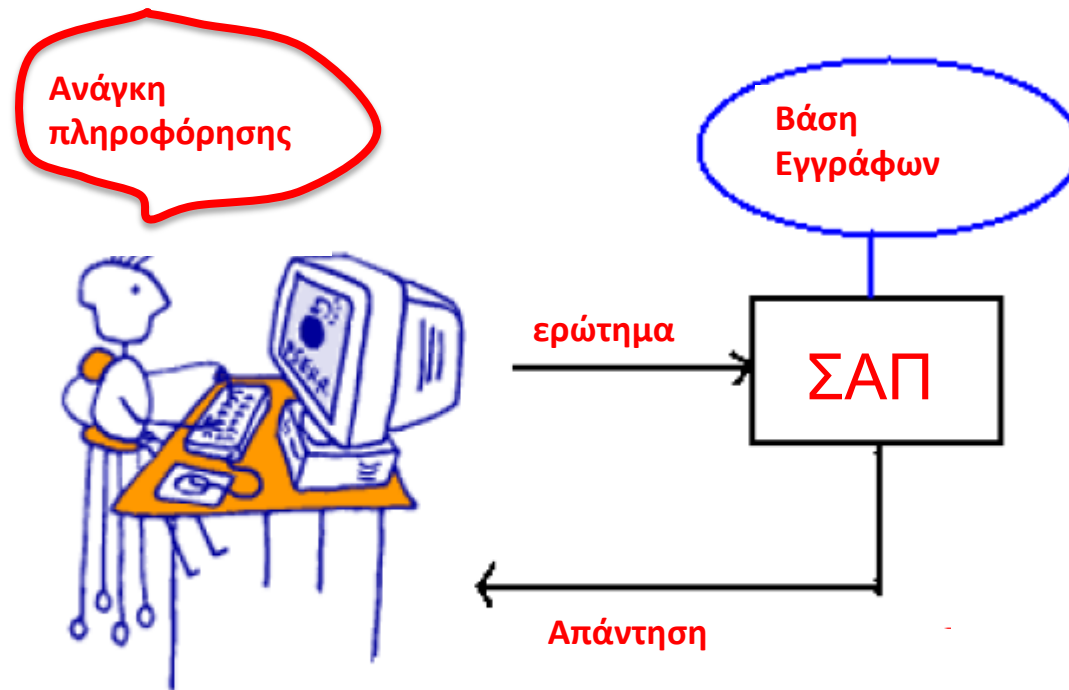 Ανάγκη
πληροφόρησης
Βάση
Εγγράφων
ερώτημα
ΣΑΠ
Απάντηση